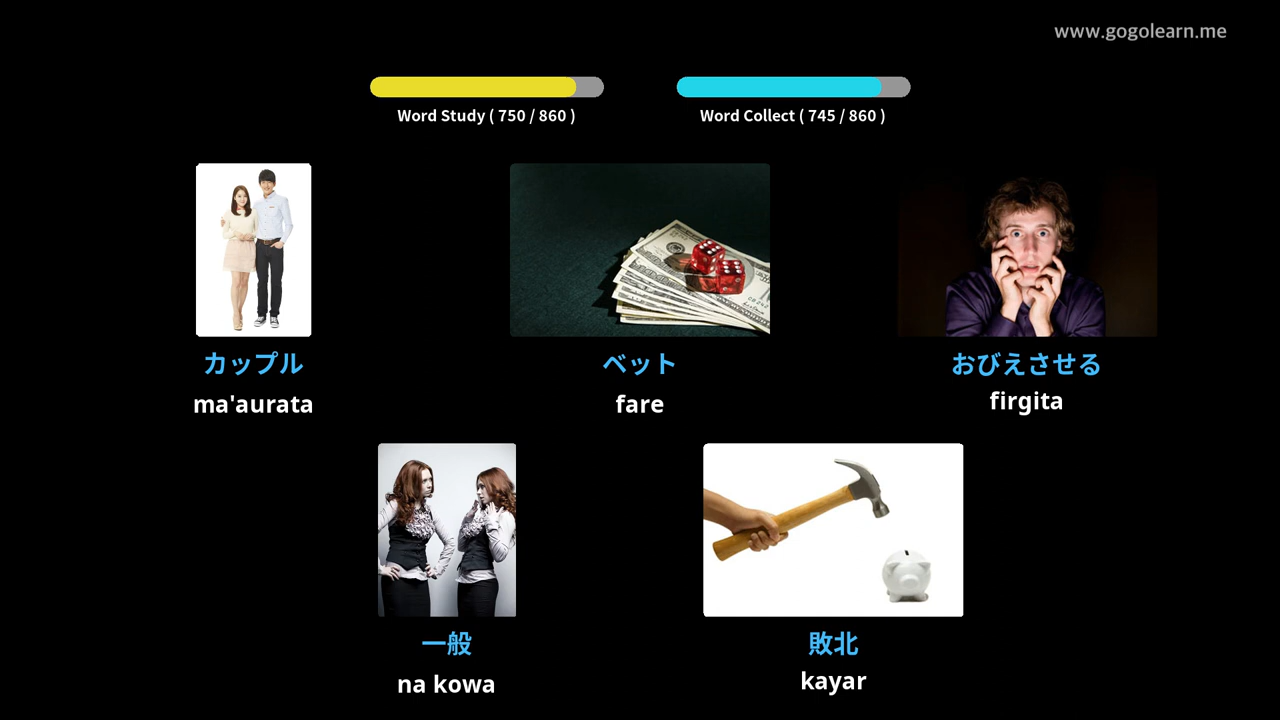 www.gogolearn.me
Word Study ( 750 / 860 )
Word Collect ( 745 / 860 )
カップル
ma'aurata
ベット
fare
おびえさせる
firgita
一般
na kowa
敗北
kayar